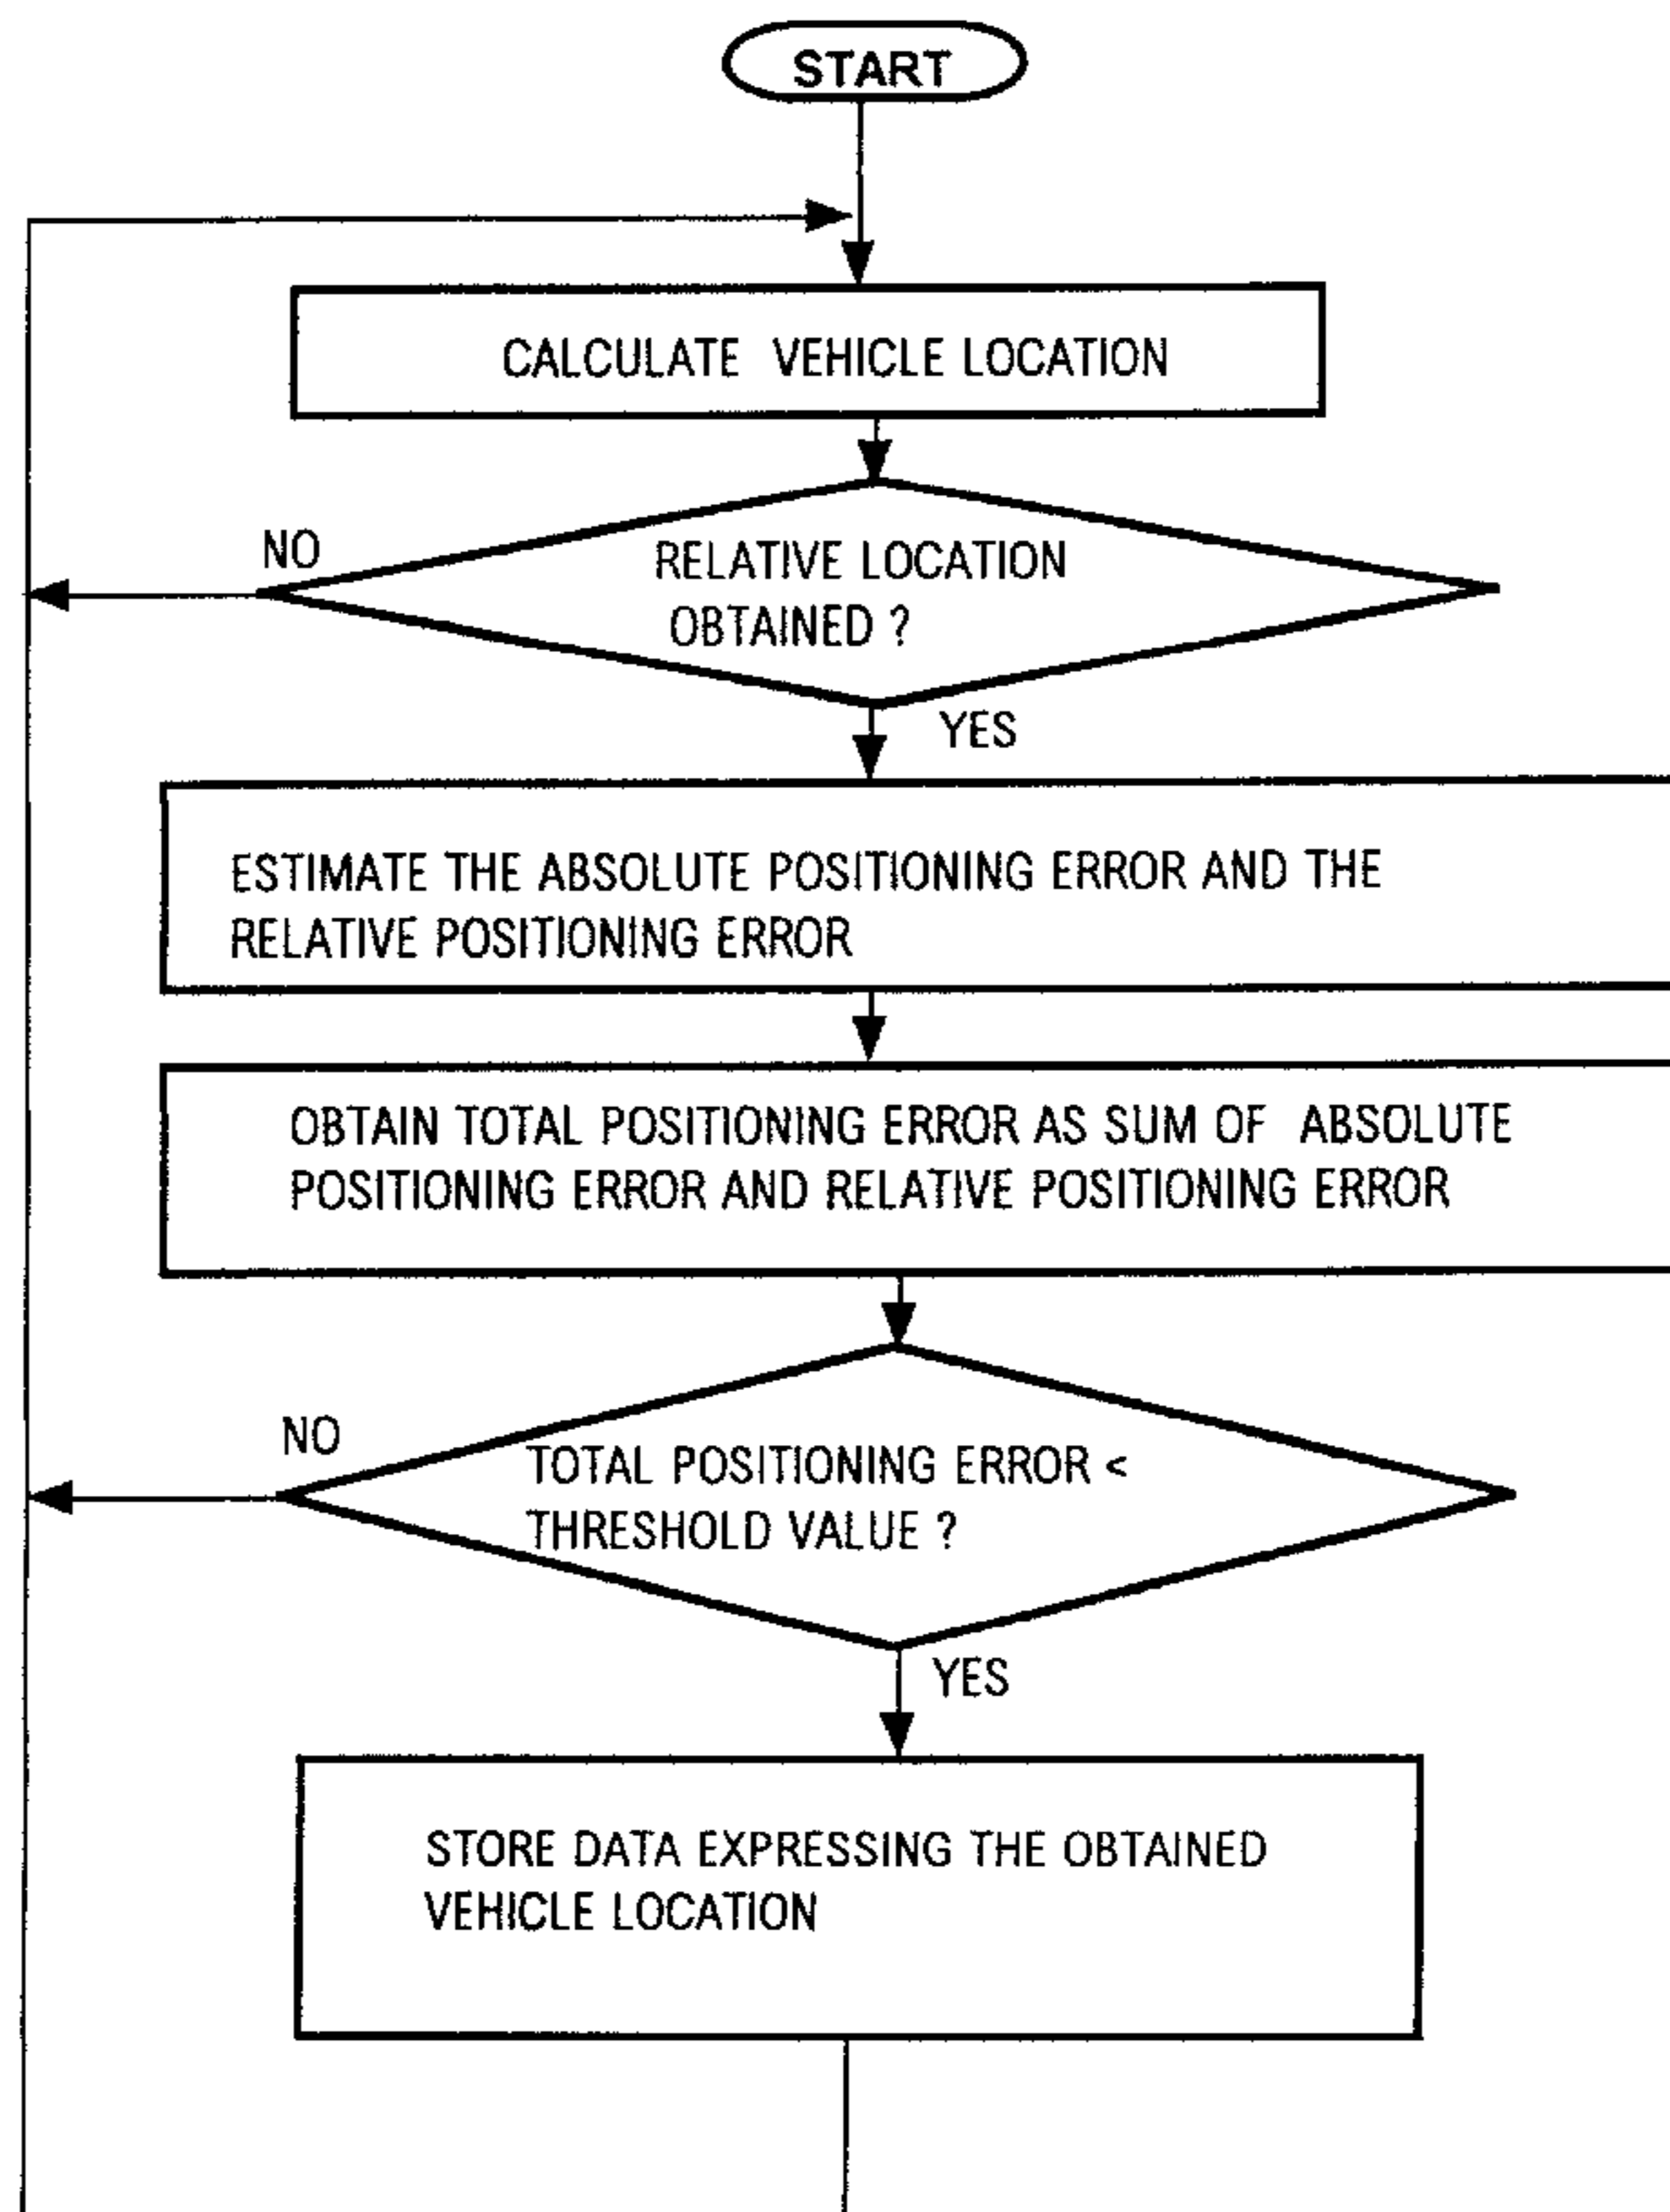 START
CALCULATE VEHICLE LOCATION
NO
RELATIVE LOCATION
OBTAINED ?
YES
ESTIMATE THE ABSOLUTE POSITIONING ERROR AND THE
RELATIVE POSITIONING ERROR
OBTAIN TOTAL POSITIONING ERROR AS SUM OF ABSOLUTE
POSITIONING ERROR AND RELATIVE POSITIONING ERROR
NO
TOTAL POSITIONING ERROR <
THRESHOLD VALUE ?
YES
STORE DATA EXPRESSING THE OBTAINED
VEHICLE LOCATION